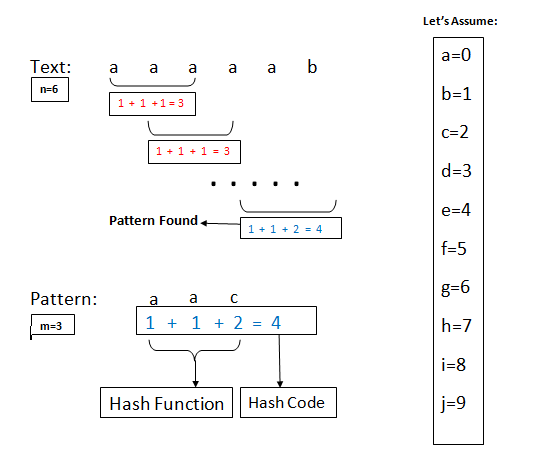 Let's Assume:
Text: a a a a a b
n=6
1 + 1 +1 = 3
1 + 1 + 1 = 3
. . . . .
Pattern Found
1 + 1 + 2 = 4
Pattern: a a c
m=3
1 + 1 + 2 = 4
Hash Function
Hash Code
a=0
b=1
c=2
d=3
e=4
f=5
g=6
h=7
i=8
j=9